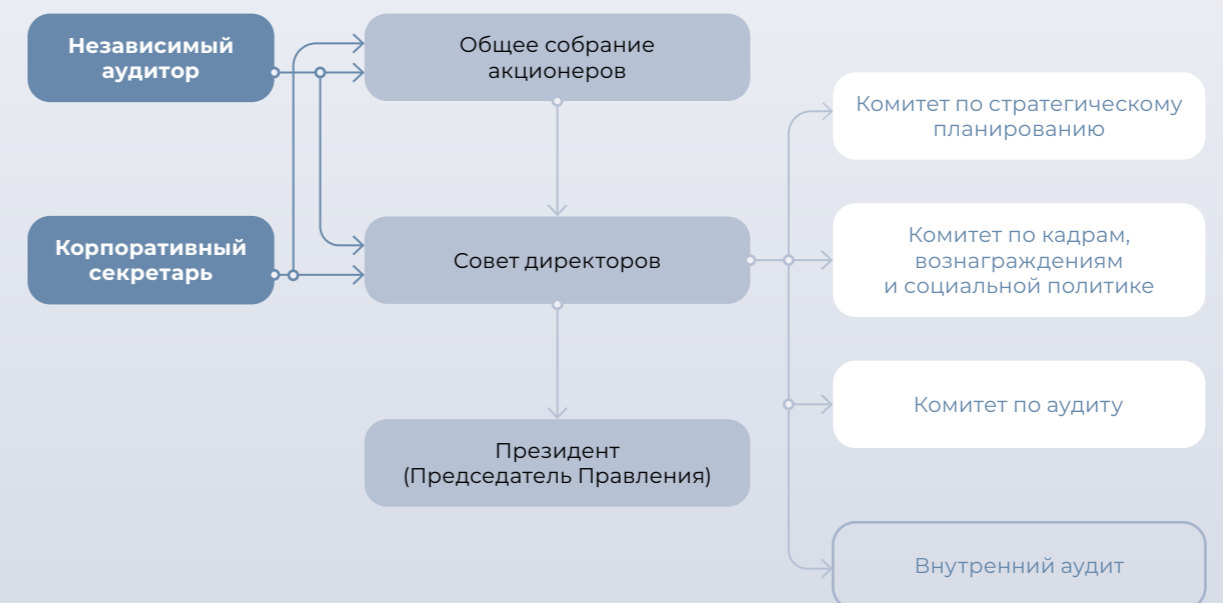 Независимый
аудитор
Общее собрание
акционеров
Комитет по стратегическому
планированию
Корпоративный
секретарь
Совет директоров
Комитет по кадрам,
вознаграждениям
и социальной политике
Комитет по аудиту
Президент
(Председатель Правления)
Внутренний аудит